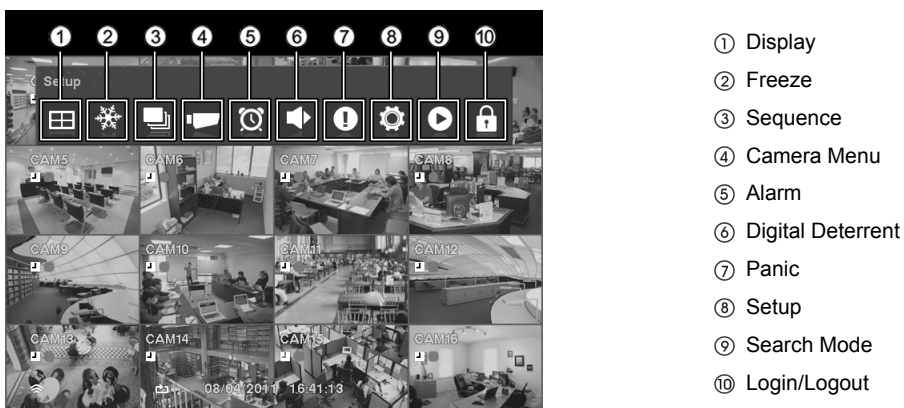 ① ② ③ ④ ⑤ ⑥ ⑦ ⑧ ⑨ ⑩
Setup
CAM5 CAM6 CAM7 CAM8
CAM9 CAM10 CAM11 CAM12
CAM13 CAM14 CAM15 CAM16
08/04/2011 16:41:13
① Display
② Freeze
③ Sequence
④ Camera Menu
⑤ Alarm
⑥ Digital Deterrent
⑦ Panic
⑧ Setup
⑨ Search Mode
⑩ Login/Logout